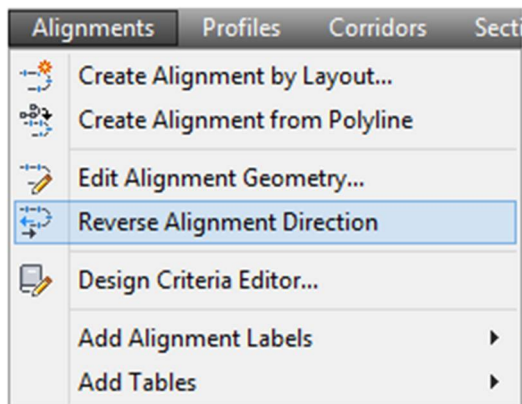 Alignments Profiles Corridors Secti
Create Alignment by Layout...
Create Alignment from Polyline
Edit Alignment Geometry...
Reverse Alignment Direction
Design Criteria Editor...
Add Alignment Labels
Add Tables